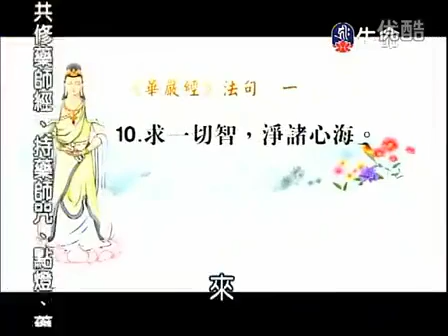 共修藥師經、持藥師咒、點燈、藥
優酷
《華嚴經》法句 一
10.求一切智，淨諸心海。
來